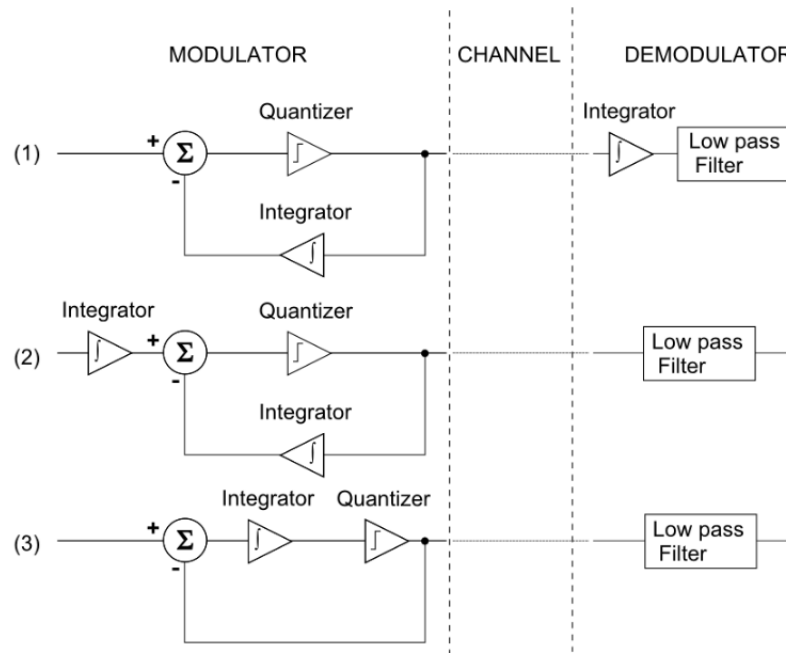 MODULATOR CHANNEL DEMODULATOR
Quantizer Integrator
(1) + Σ ∫ Low pass
- Filter
Integrator
∫
Integrator Quantizer
(2) ∫ + Σ Low pass
- Filter
Integrator
∫
Integrator Quantizer
(3) + Σ ∫ Low pass
- Filter